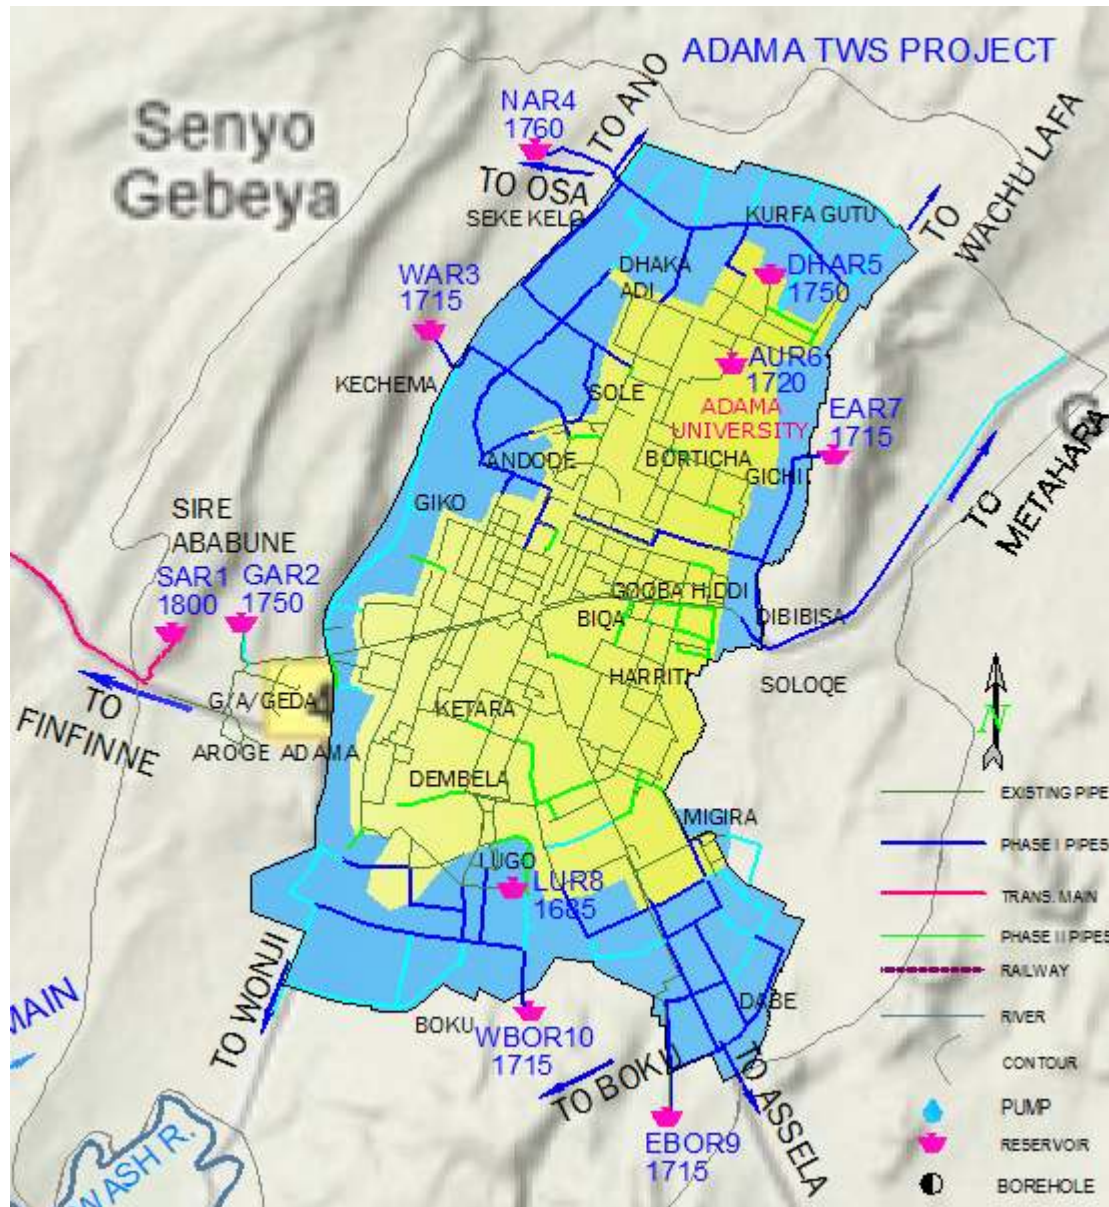 ADAMA TWS PROJECT
Senyo
Gebeya
NAR4
1760
TO ANO
TO OSA
SEKE KELO
KURFA GUTU
TO
WACHU LAFA
DHAKA
ADI
DHAR5
1750
WAR3
1715
KECHEMA
SOLE
AUR6
1720
ADAMA
UNIVERSITY
EAR7
1715
BORTICHA
GICHI
ANDODE
GIKO
TO
METAHARA
SIRE
ABABUNE
SAR1
1800
GAR2
1750
GOOBA HIDDI
BIQA
DIBIBISA
HARRITI
SOLOQE
G/A/GEDA
TO
FINFINNE
AROGE ADAMA
KETARA
DEMBELA
MIGIRA
LUGO
LUR8
1685
N
EXISTING PIPE
PHASE I PIPES
TRANS. MAIN
PHASE II PIPES
RAILWAY
RIVER
CONTOUR
PUMP
RESERVOIR
BOREHOLE
MAIN
TO WONJI
BOKU
WBOR10
1715
DABE
TO BOKU
TO ASSELA
EBOR9
1715
WASH R.